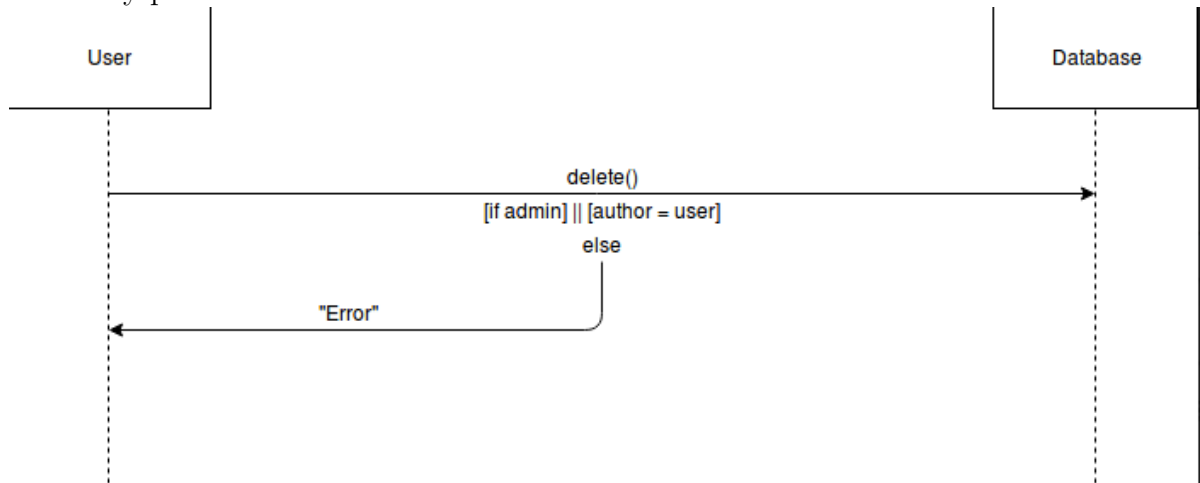 User
Database
delete()
[if admin] || [author = user]
else
"Error"